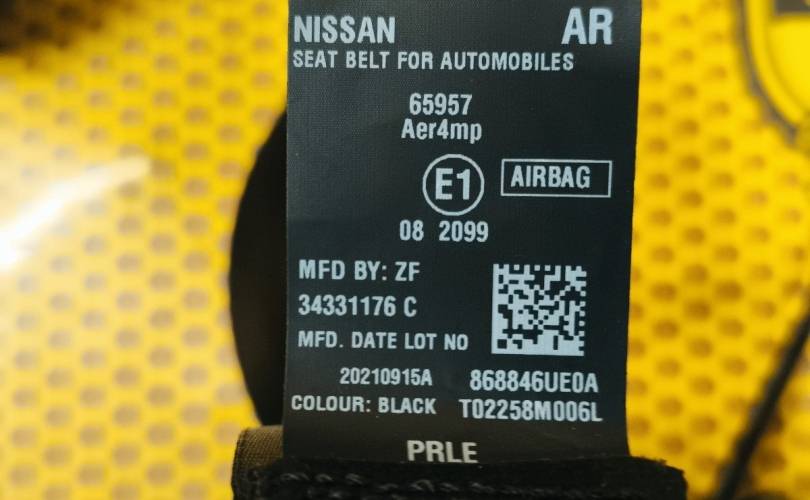 NISSAN AR
SEAT BELT FOR AUTOMOBILES
65957
Aer4mp
E1 AIRBAG
08 2099
MFD BY: ZF
34331176 C
MFD. DATE LOT NO
20210915A 868846UE0A
COLOUR: BLACK T02258M006L
PRLE